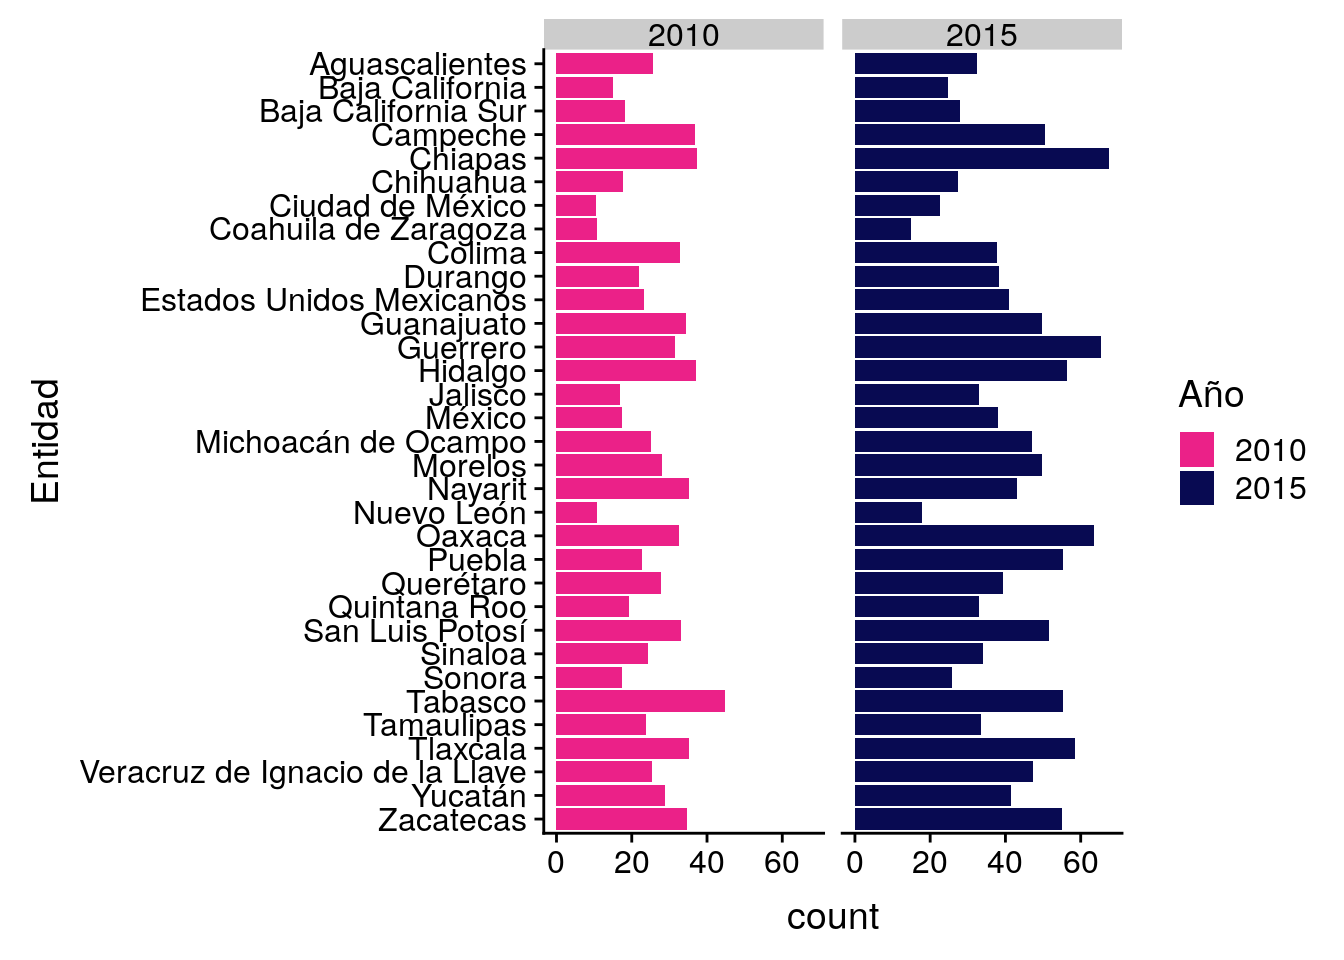 2010 2015
Aguascalientes
Baja California
Baja California Sur
Campeche
Chiapas
Chihuahua
Ciudad de México
Coahuila de Zaragoza
Colima
Durango
Estados Unidos Mexicanos
Guanajuato
Guerrero
Hidalgo
Jalisco
México
Michoacán de Ocampo
Morelos
Nayarit
Nuevo León
Oaxaca
Puebla
Querétaro
Quintana Roo
San Luis Potosí
Sinaloa
Sonora
Tabasco
Tamaulipas
Tlaxcala
Veracruz de Ignacio de la Llave
Yucatán
Zacatecas
Entidad
0 20 40 60 0 20 40 60
count
Año
2010
2015